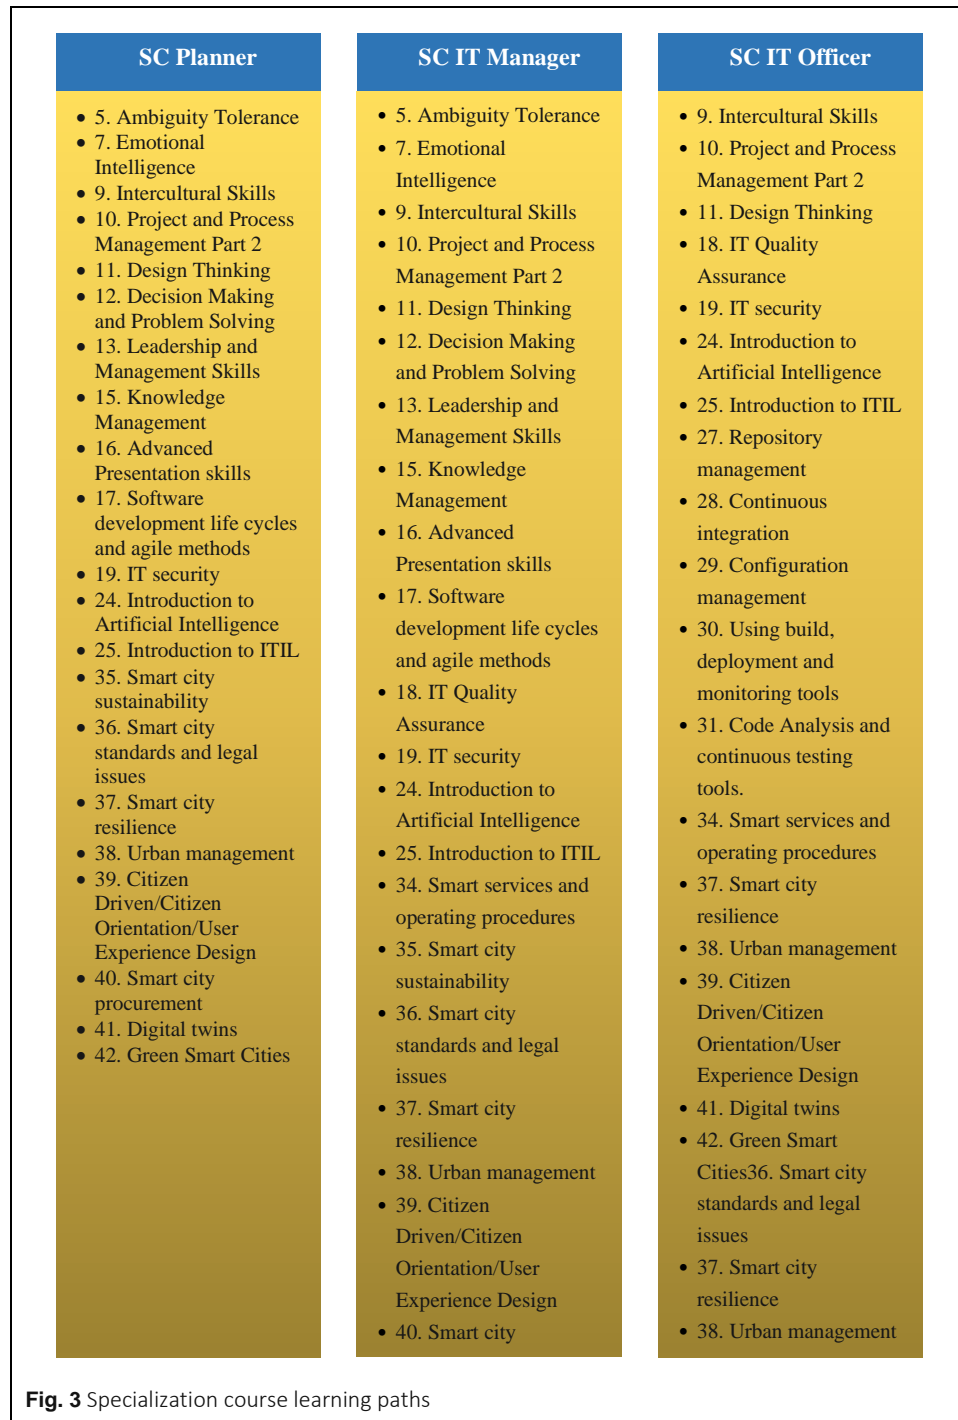 SC Planner
• 5. Ambiguity Tolerance
• 7. Emotional
Intelligence
• 9. Intercultural Skills
• 10. Project and Process
Management Part 2
• 11. Design Thinking
• 12. Decision Making
and Problem Solving
• 13. Leadership and
Management Skills
• 15. Knowledge
Management
• 16. Advanced
Presentation skills
• 17. Software
development life cycles
and agile methods
• 19. IT security
• 24. Introduction to
Artificial Intelligence
• 25. Introduction to ITIL
• 35. Smart city
sustainability
• 36. Smart city
standards and legal
issues
• 37. Smart city
resilience
• 38. Urban management
• 39. Citizen
Driven/Citizen
Orientation/User
Experience Design
• 40. Smart city
procurement
• 41. Digital twins
• 42. Green Smart Cities
SC IT Manager
• 5. Ambiguity Tolerance
• 7. Emotional
Intelligence
• 9. Intercultural Skills
• 10. Project and Process
Management Part 2
• 11. Design Thinking
• 12. Decision Making
and Problem Solving
• 13. Leadership and
Management Skills
• 15. Knowledge
Management
• 16. Advanced
Presentation skills
• 17. Software
development life cycles
and agile methods
• 18. IT Quality
Assurance
• 19. IT security
• 24. Introduction to
Artificial Intelligence
• 25. Introduction to ITIL
• 34. Smart services and
operating procedures
• 35. Smart city
sustainability
• 36. Smart city
standards and legal
issues
• 37. Smart city
resilience
• 38. Urban management
• 39. Citizen
Driven/Citizen
Orientation/User
Experience Design
• 40. Smart city
SC IT Officer
• 9. Intercultural Skills
• 10. Project and Process
Management Part 2
• 11. Design Thinking
• 18. IT Quality
Assurance
• 19. IT security
• 24. Introduction to
Artificial Intelligence
• 25. Introduction to ITIL
• 27. Repository
management
• 28. Continuous
integration
• 29. Configuration
management
• 30. Using build,
deployment and
monitoring tools
• 31. Code Analysis and
continuous testing
tools.
• 34. Smart services and
operating procedures
• 37. Smart city
resilience
• 38. Urban management
• 39. Citizen
Driven/Citizen
Orientation/User
Experience Design
• 41. Digital twins
• 42. Green Smart
Cities36. Smart city
standards and legal
issues
• 37. Smart city
resilience
• 38. Urban management
Fig. 3 Specialization course learning paths